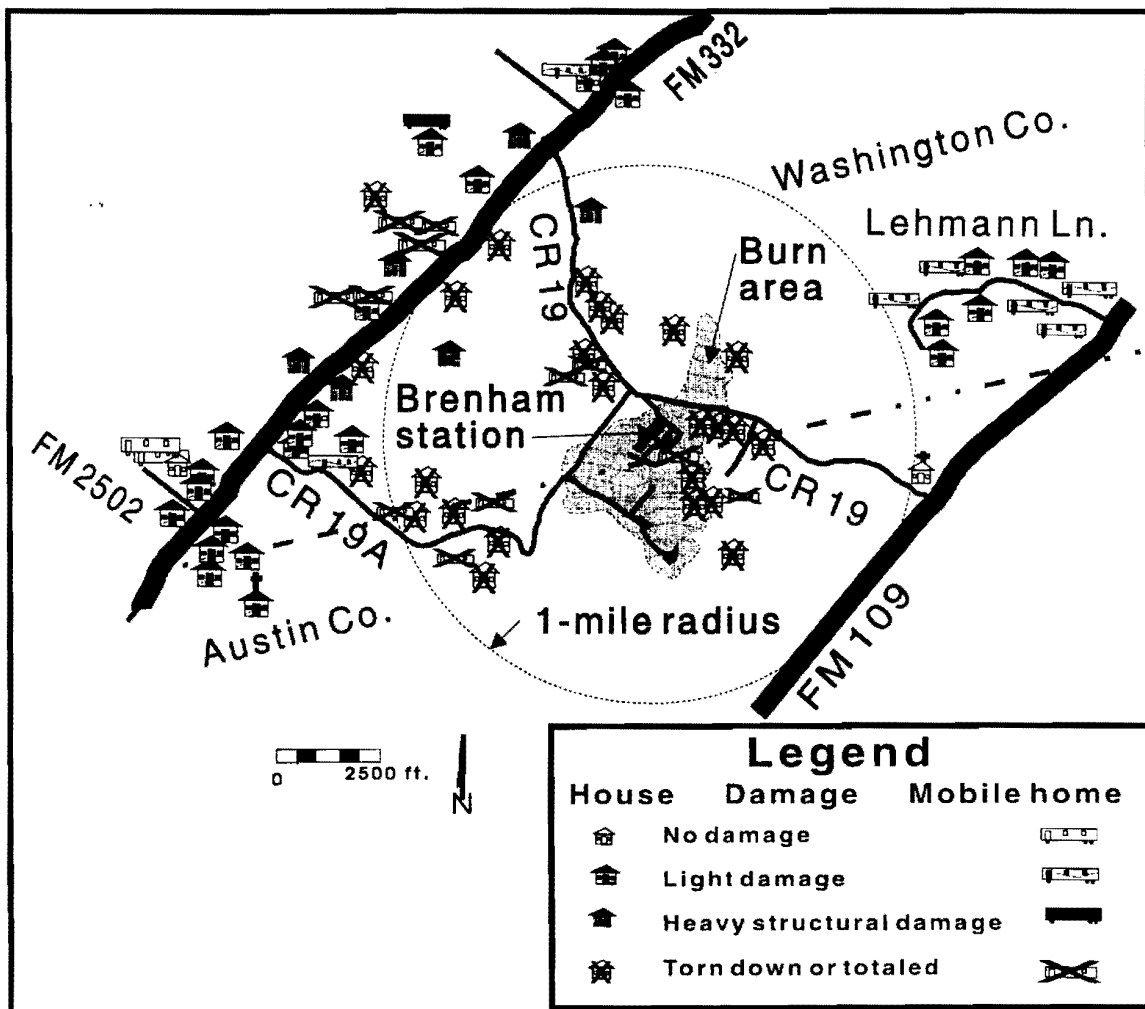 FM 332
Washington Co.
Lehmann Ln.
CR 19
Burn
area
Brenham
station
FM 2502
CR 19A
CR 19
Austin Co.
1-mile radius
FM 109
0 2500 ft.
N
Legend
House Damage Mobile home
No damage
Light damage
Heavy structural damage
Torn down or totaled